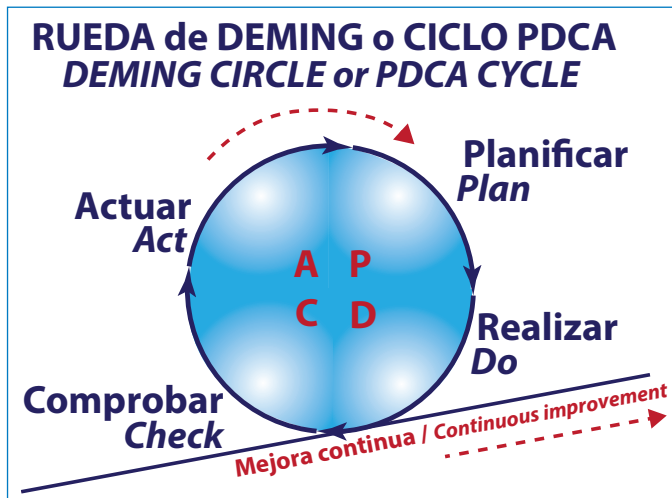 RUEDA de DEMING o CICLO PDCA
DEMING CIRCLE or PDCA CYCLE
Planificar
Plan
Actuar
Act
A P
C D
Realizar
Do
Comprobar
Check
Mejora continua / Continuous improvement